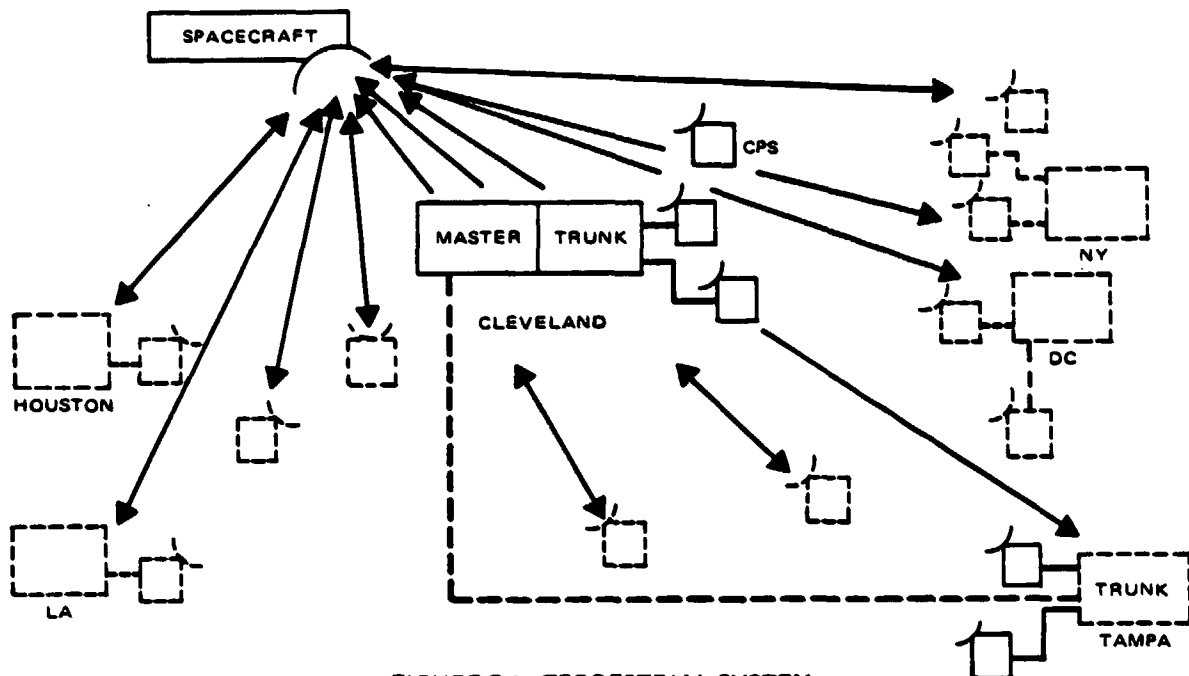 SPACECRAFT
CPS
MASTER TRUNK
NY
CLEVELAND
DC
HOUSTON
TRUNK
LA
TAMPA